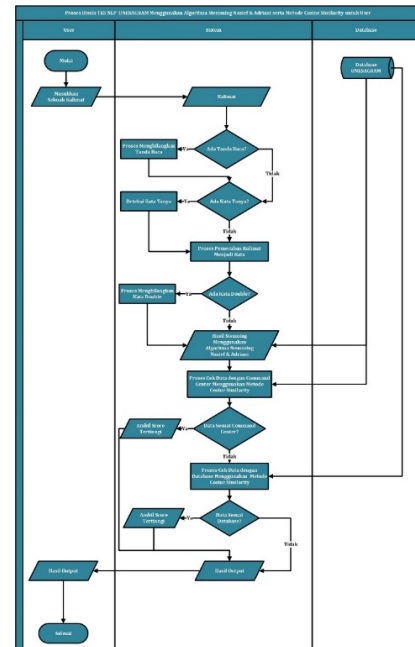 Proses Bisnis TKI NLP UNISAGRAM Menggunakan Algoritma Stemming Nazief & Adriani serta Metode Cosine Similarity untuk User
User
Sistem
Database
Mulai
Masukkan
Sebuah Kalimat
Kalimat
Database
UNISAGRAM
Ada Tanda Baca?
Ya
Proses Menghilangkan
Tanda Baca
Tidak
Ada Kata Tanya?
Ya
Deteksi Kata Tanya
Tidak
Proses Pemecahan Kalimat
Menjadi Kata
Ada Kata Double?
Ya
Proses Menghilangkan
Kata Double
Tidak
Hasil Stemming
Menggunakan
Algoritma Stemming
Nazief & Adriani
Proses Cek Data dengan Command
Center Menggunakan Metode
Cosine Similarity
Data Sesuai Command
Center?
Ya
Ambil Score
Tertinggi
Tidak
Proses Cek Data dengan
Database Menggunakan Metode
Cosine Similarity
Data Sesuai
Database?
Ya
Ambil Score
Tertinggi
Tidak
Hasil Output
Hasil Output
Selesai